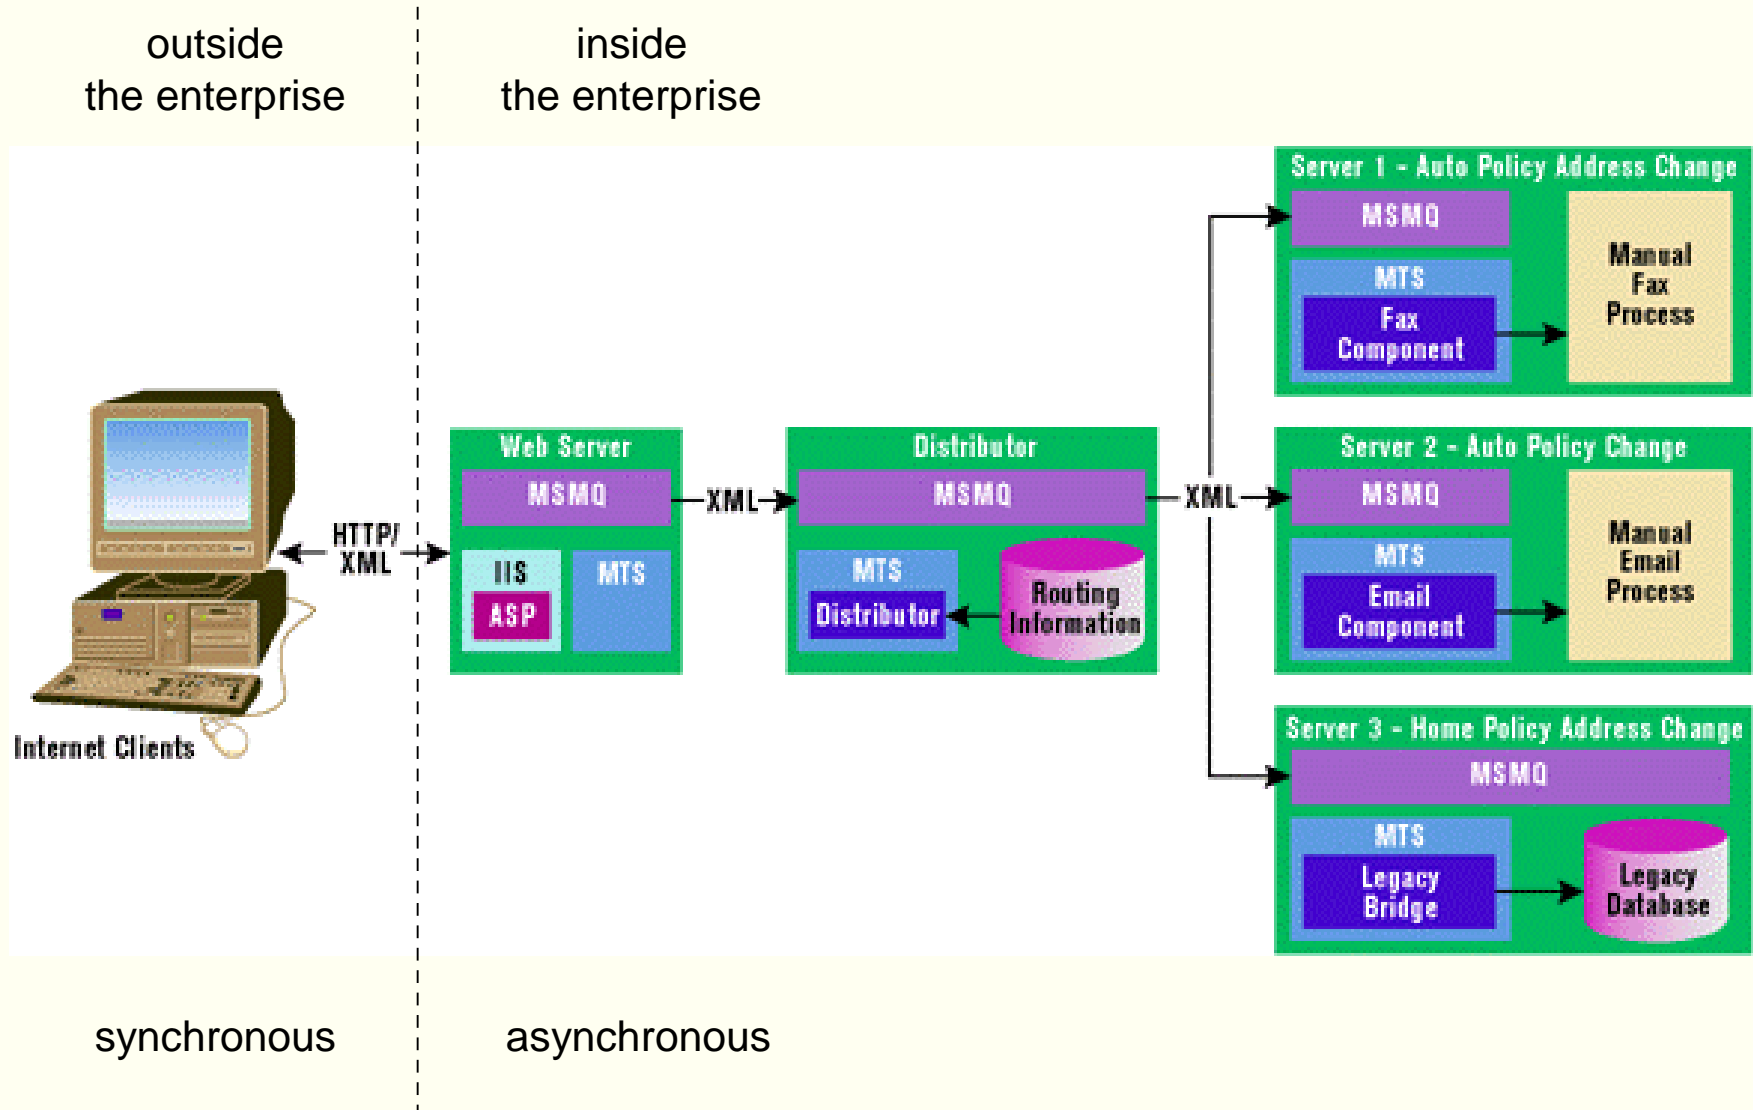 outside
the enterprise
inside
the enterprise
Server 1 - Auto Policy Address Change
MSMQ
MTS
Fax
Component
Manual
Fax
Process
Web Server
MSMQ
IIS
ASP
MTS
Distributor
MSMQ
MTS
Distributor
Routing
Information
HTTP/
XML
XML
XML
Server 2 - Auto Policy Change
MSMQ
MTS
Email
Component
Manual
Email
Process
Internet Clients
Server 3 - Home Policy Address Change
MSMQ
MTS
Legacy
Bridge
Legacy
Database
synchronous
asynchronous